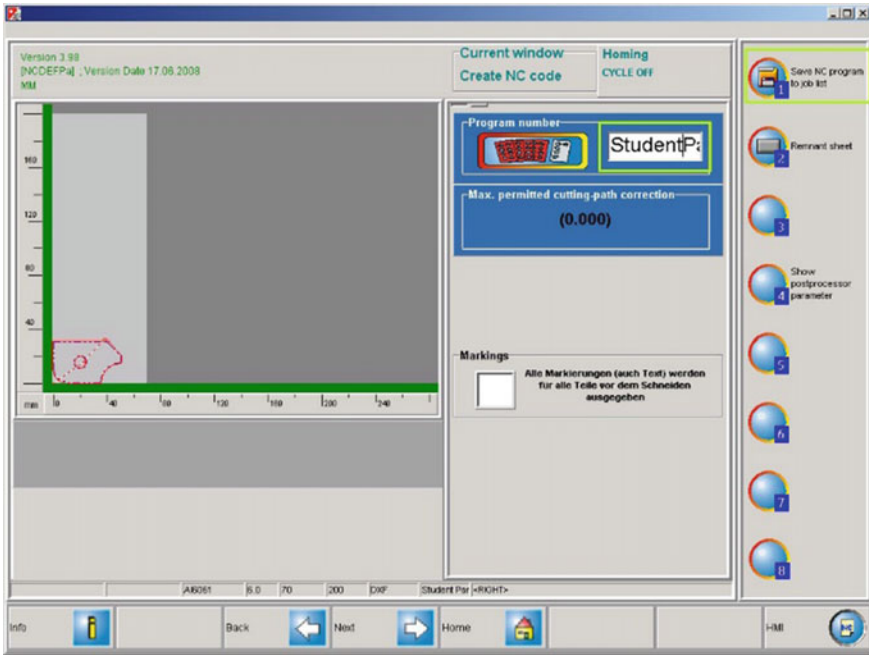 Version 3.98
[NCDEFPa] ; Version Date 17.06.2008
MM
Current window
Create NC code
Homing
CYCLE OFF
160
120
80
40
mm
0
40
80
120
160
200
240
Program number
StudentPa
Max. permitted cutting-path correction
(0.000)
Markings
Alle Markierungen (auch Text) werden
für alle Teile vor dem Schneiden
ausgegeben
Save NC program
to job list
1
Remnant sheet
2
3
Show
postprocessor
parameter
4
5
6
7
8
Al6061 6.0 70 200 DXF Student Par <RIGHT>
Info Back Next Home HMI